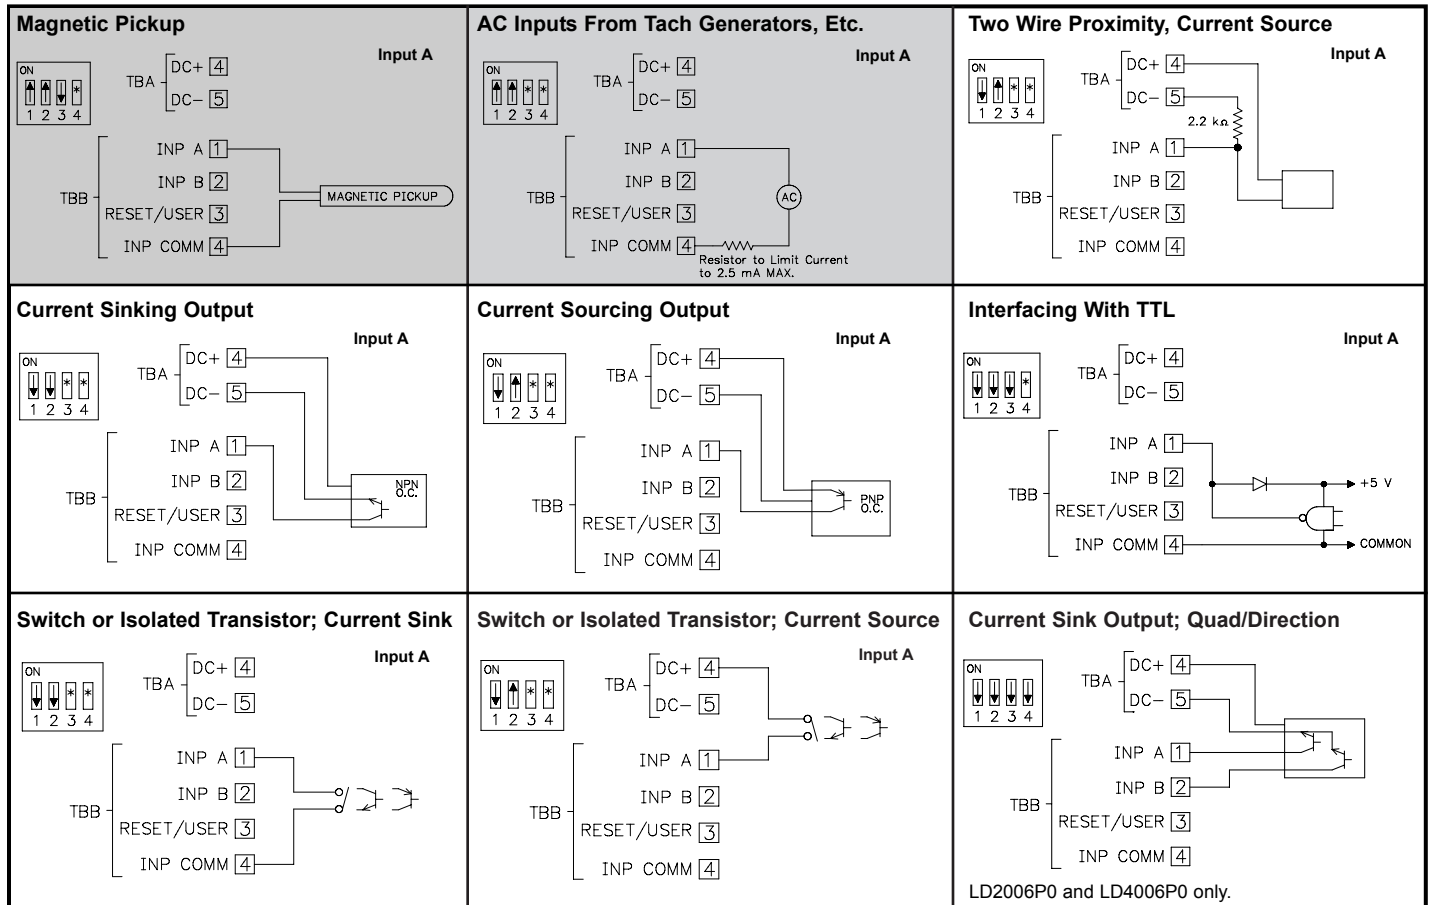 Magnetic Pickup
Input A
ON
* 
1 2 3 4
TBA
DC+ 4
DC- 5
TBB
INP A 1
INP B 2
RESET/USER 3
INP COMM 4
MAGNETIC PICKUP
AC Inputs From Tach Generators, Etc.
Input A
ON
* *
1 2 3 4
TBA
DC+ 4
DC- 5
TBB
INP A 1
INP B 2
RESET/USER 3
INP COMM 4
AC
Resistor to Limit Current
to 2.5 mA MAX.
Two Wire Proximity, Current Source
Input A
ON
* *
1 2 3 4
TBA
DC+ 4
DC- 5
2.2 kΩ
TBB
INP A 1
INP B 2
RESET/USER 3
INP COMM 4
Current Sinking Output
Input A
ON
* *
1 2 3 4
TBA
DC+ 4
DC- 5
TBB
INP A 1
INP B 2
RESET/USER 3
INP COMM 4
NPN
O.C.
Current Sourcing Output
Input A
ON
* *
1 2 3 4
TBA
DC+ 4
DC- 5
TBB
INP A 1
INP B 2
RESET/USER 3
INP COMM 4
PNP
O.C.
Interfacing With TTL
Input A
ON
*
1 2 3 4
TBA
DC+ 4
DC- 5
TBB
INP A 1
INP B 2
RESET/USER 3
INP COMM 4
+5 V
COMMON
Switch or Isolated Transistor; Current Sink
Input A
ON
* *
1 2 3 4
TBA
DC+ 4
DC- 5
TBB
INP A 1
INP B 2
RESET/USER 3
INP COMM 4
Switch or Isolated Transistor; Current Source
Input A
ON
* *
1 2 3 4
TBA
DC+ 4
DC- 5
TBB
INP A 1
INP B 2
RESET/USER 3
INP COMM 4
Current Sink Output; Quad/Direction
ON
1 2 3 4
TBA
DC+ 4
DC- 5
TBB
INP A 1
INP B 2
RESET/USER 3
INP COMM 4
LD2006P0 and LD4006P0 only.